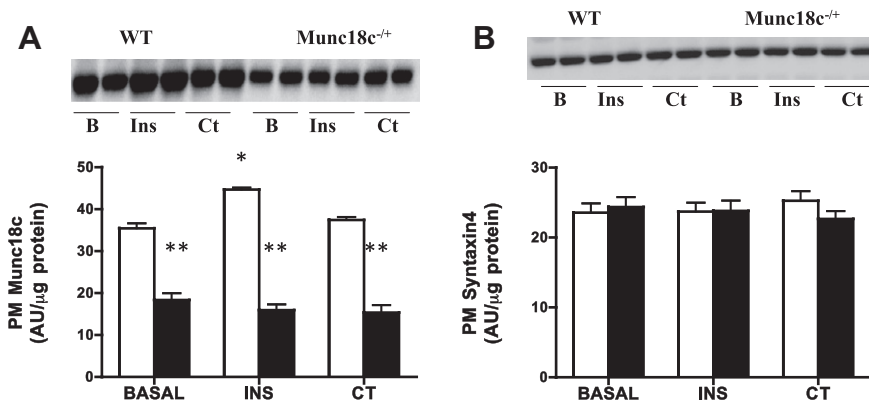 A
WT
Munc18c-/+
B
Ins
Ct
B
Ins
Ct
50
40
30
20
10
0
PM Munc18c
(AU/μg protein)
*
**
**
**
BASAL
INS
CT
B
WT
Munc18c-/+
B
Ins
Ct
B
Ins
Ct
30
20
10
0
PM Syntaxin4
(AU/μg protein)
BASAL
INS
CT